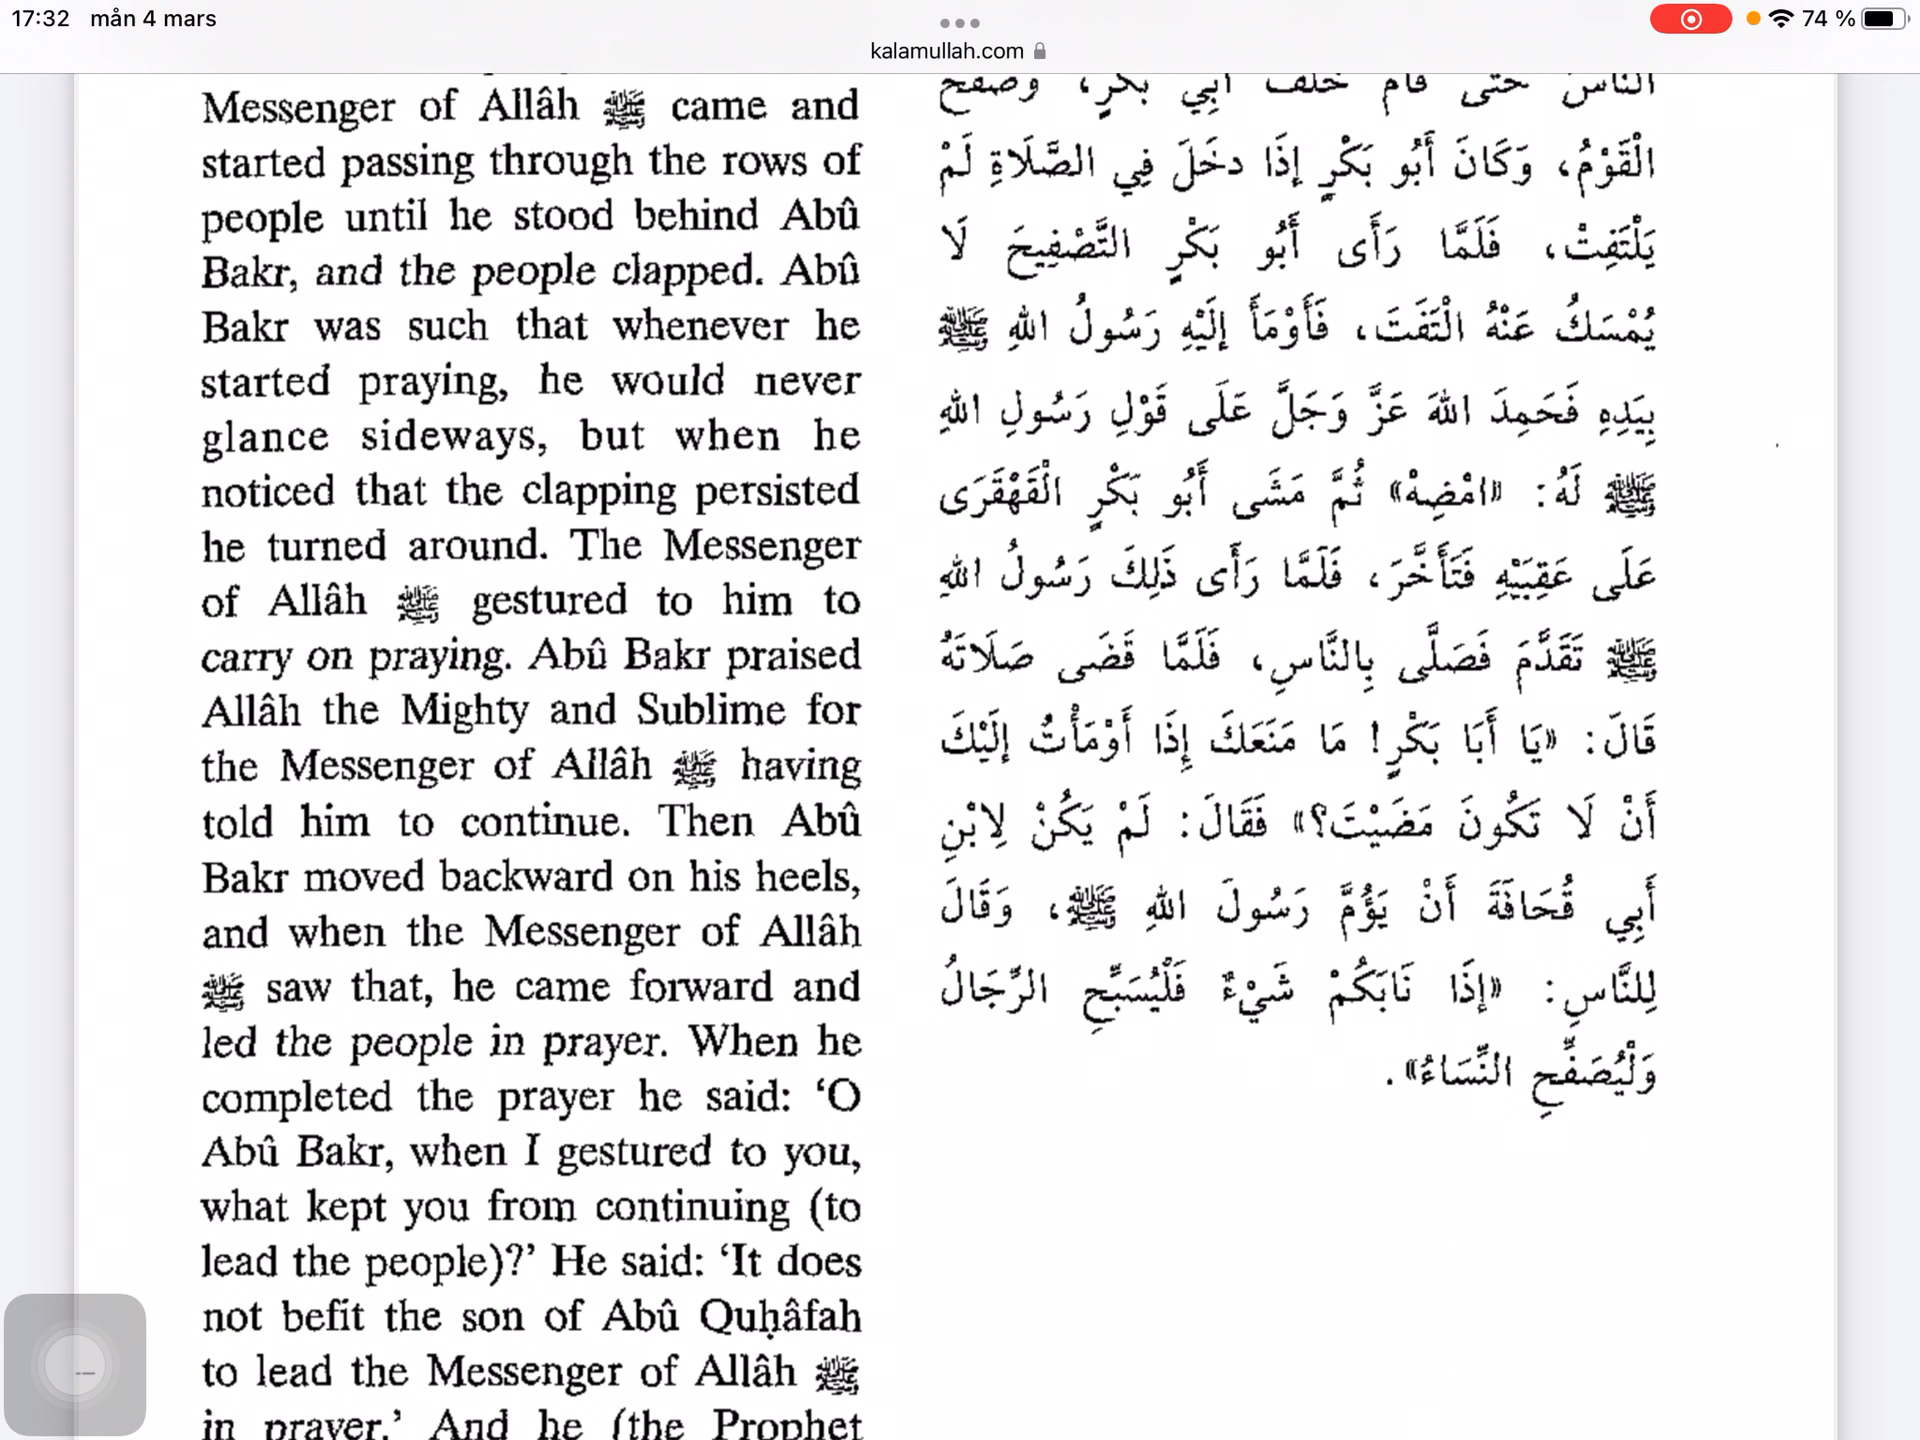 17:32 mån 4 mars
74 %
kalamullah.com
Messenger of Allâh ﷺ came and
started passing through the rows of
people until he stood behind Abû
Bakr, and the people clapped. Abû
Bakr was such that whenever he
started praying, he would never
glance sideways, but when he
noticed that the clapping persisted
he turned around. The Messenger
of Allâh ﷺ gestured to him to
carry on praying. Abû Bakr praised
Allâh the Mighty and Sublime for
the Messenger of Allâh ﷺ having
told him to continue. Then Abû
Bakr moved backward on his heels,
and when the Messenger of Allâh
ﷺ saw that, he came forward and
led the people in prayer. When he
completed the prayer he said: ‘O
Abû Bakr, when I gestured to you,
what kept you from continuing (to
lead the people)?’ He said: ‘It does
not befit the son of Abû Quḥâfah
to lead the Messenger of Allâh ﷺ
in prayer.’ And he (the Prophet
النَّاسَ حَتَّى قَامَ خَلْفَ أَبِي بَكْرٍ، وَصَفَّحَ
الْقَوْمُ، وَكَانَ أَبُو بَكْرٍ إِذَا دخَلَ فِي الصَّلَاةِ لَمْ
يَلْتَفِتْ، فَلَمَّا رَأَى أَبُو بَكْرٍ التَّصْفِيحَ لَا
يُمْسَكُ عَنْهُ الْتَفَتَ، فَأَوْمَأَ إِلَيْهِ رَسُولُ اللهِ ﷺ
بِيَدِهِ فَحَمِدَ اللهَ عَزَّ وَجَلَّ عَلَى قَوْلِ رَسُولِ اللهِ
ﷺ لَهُ: «امْضِهْ» ثُمَّ مَشَى أَبُو بَكْرٍ الْقَهْقَرَى
عَلَى عَقِبَيْهِ فَتَأَخَّرَ، فَلَمَّا رَأَى ذَلِكَ رَسُولُ اللهِ
ﷺ تَقَدَّمَ فَصَلَّى بِالنَّاسِ، فَلَمَّا قَضَى صَلَاتَهُ
قَالَ: «يَا أَبَا بَكْرٍ! مَا مَنَعَكَ إِذَا أَوْمَأْتُ إِلَيْكَ
أَنْ لَا تَكُونَ مَضَيْتَ؟» فَقَالَ: لَمْ يَكُنْ لِابْنِ
أَبِي قُحَافَةَ أَنْ يَؤُمَّ رَسُولَ اللهِ ﷺ، وَقَالَ
لِلنَّاسِ: «إِذَا نَابَكُمْ شَيْءٌ فَلْيُسَبِّحِ الرِّجَالُ
وَلْيُصَفِّحِ النِّسَاءُ».